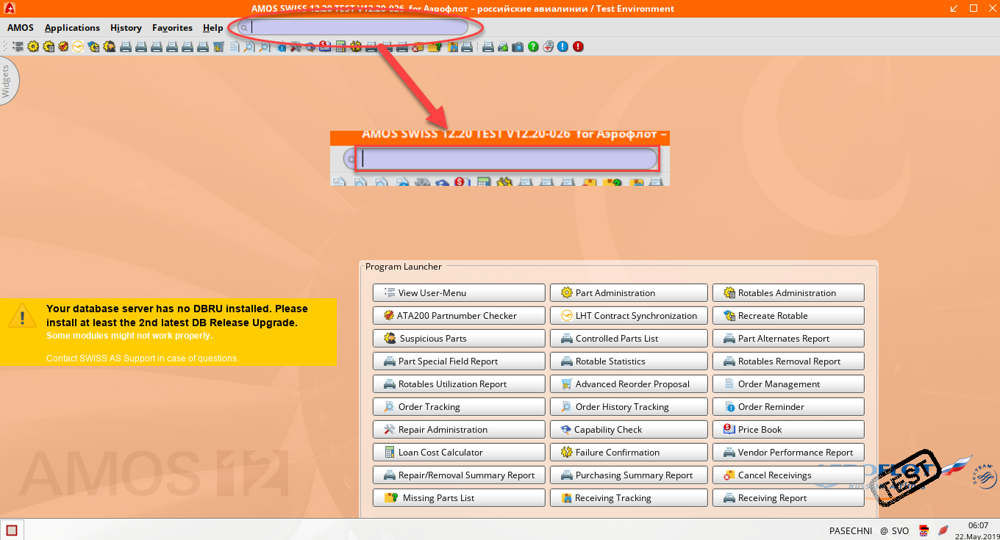 AMOS SWISS 12.20 TEST V12.20-026 for Аэрофлот – российские авиалинии / Test Environment
AMOS Applications History Favorites Help
Widgets
AMOS SWISS 12.20 TEST V12.20-026 for Аэрофлот –
Program Launcher
View User-Menu Part Administration Rotables Administration
ATA200 Partnumber Checker LHT Contract Synchronization Recreate Rotable
Suspicious Parts Controlled Parts List Part Alternates Report
Part Special Field Report Rotable Statistics Rotables Removal Report
Rotables Utilization Report Advanced Reorder Proposal Order Management
Order Tracking Order History Tracking Order Reminder
Repair Administration Capability Check Price Book
Loan Cost Calculator Failure Confirmation Vendor Performance Report
Repair/Removal Summary Report Purchasing Summary Report Cancel Receivings
Missing Parts List Receiving Tracking Receiving Report
Your database server has no DBRU installed. Please
install at least the 2nd latest DB Release Upgrade.
Some modules might not work properly.
Contact SWISS AS Support in case of questions.
AMOS 12
TEST
SKYTEAM
PASECHNI @ SVO
06:07
22.May.2019